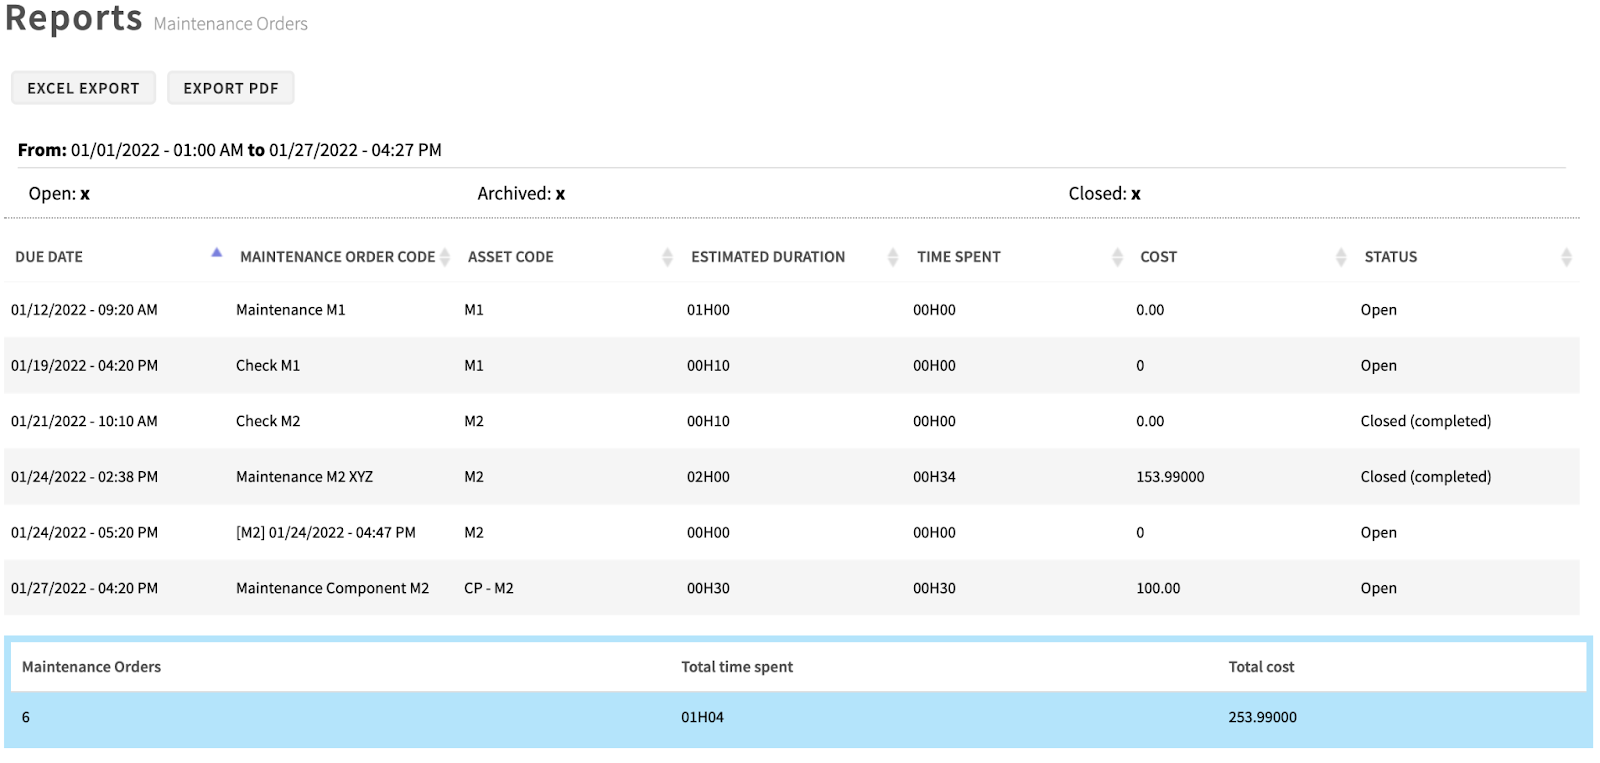 Reports Maintenance Orders
EXCEL EXPORT EXPORT PDF
From: 01/01/2022 - 01:00 AM to 01/27/2022 - 04:27 PM
Open: x Archived: x Closed: x
DUE DATE MAINTENANCE ORDER CODE ASSET CODE ESTIMATED DURATION TIME SPENT COST STATUS
01/12/2022 - 09:20 AM Maintenance M1 M1 01H00 00H00 0.00 Open
01/19/2022 - 04:20 PM Check M1 M1 00H10 00H00 0 Open
01/21/2022 - 10:10 AM Check M2 M2 00H10 00H00 0.00 Closed (completed)
01/24/2022 - 02:38 PM Maintenance M2 XYZ M2 02H00 00H34 153.99000 Closed (completed)
01/24/2022 - 05:20 PM [M2] 01/24/2022 - 04:47 PM M2 00H00 00H00 0 Open
01/27/2022 - 04:20 PM Maintenance Component M2 CP - M2 00H30 00H30 100.00 Open
Maintenance Orders Total time spent Total cost
6 01H04 253.99000